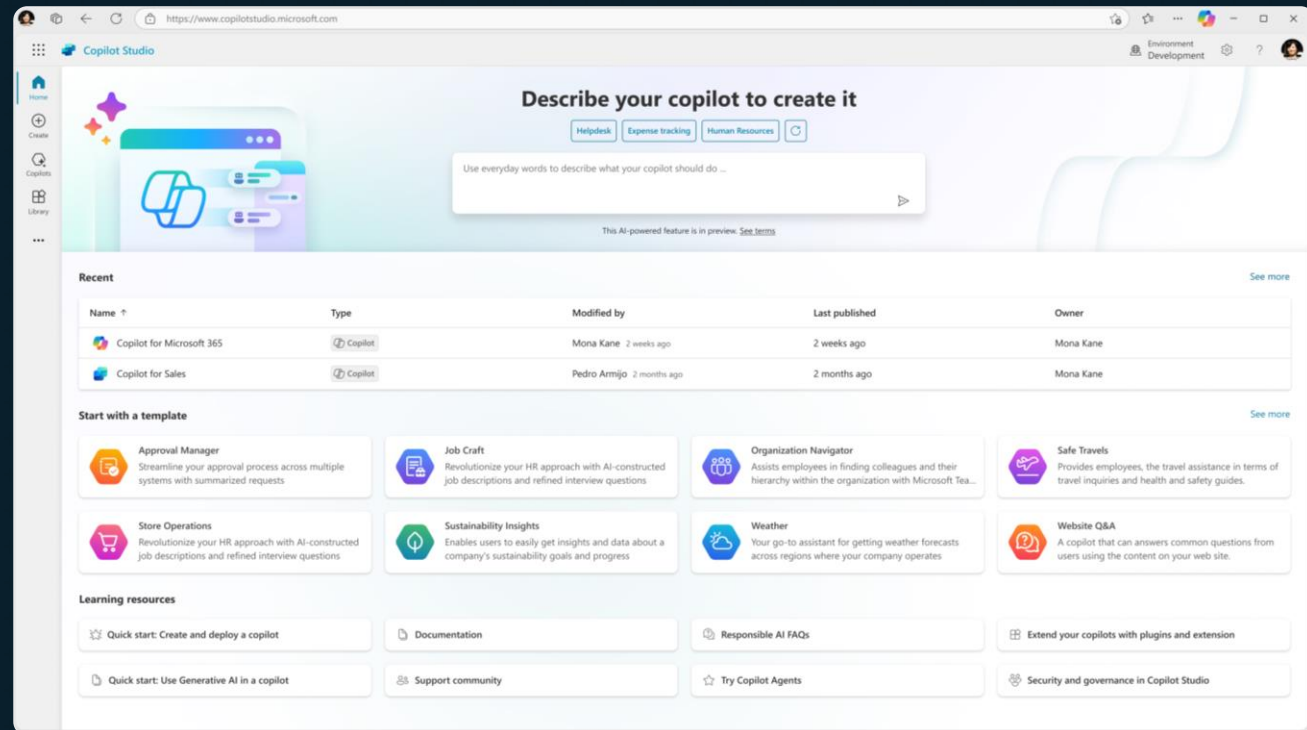 https://www.copilotstudio.microsoft.com
Copilot Studio
Environment
Development
?
Home
Create
Copilots
Library
Describe your copilot to create it
Helpdesk
Expense tracking
Human Resources
Use everyday words to describe what your copilot should do ...
This AI-powered feature is in preview. See terms
Recent
See more
Name ↑ Type Modified by Last published Owner
Copilot for Microsoft 365 Copilot Mona Kane 2 weeks ago 2 weeks ago Mona Kane
Copilot for Sales Copilot Pedro Armijo 2 months ago 2 months ago Mona Kane
Start with a template
See more
Approval Manager
Streamline your approval process across multiple
systems with summarized requests
Job Craft
Revolutionize your HR approach with AI-constructed
job descriptions and refined interview questions
Organization Navigator
Assists employees in finding colleagues and their
hierarchy within the organization with Microsoft Tea...
Safe Travels
Provides employees, the travel assistance in terms of
travel inquiries and health and safety guides.
Store Operations
Revolutionize your HR approach with AI-constructed
job descriptions and refined interview questions
Sustainability Insights
Enables users to easily get insights and data about a
company's sustainability goals and progress
Weather
Your go-to assistant for getting weather forecasts
across regions where your company operates
Website Q&A
A copilot that can answers common questions from
users using the content on your web site.
Learning resources
Quick start: Create and deploy a copilot
Documentation
Responsible AI FAQs
Extend your copilots with plugins and extension
Quick start: Use Generative AI in a copilot
Support community
Try Copilot Agents
Security and governance in Copilot Studio